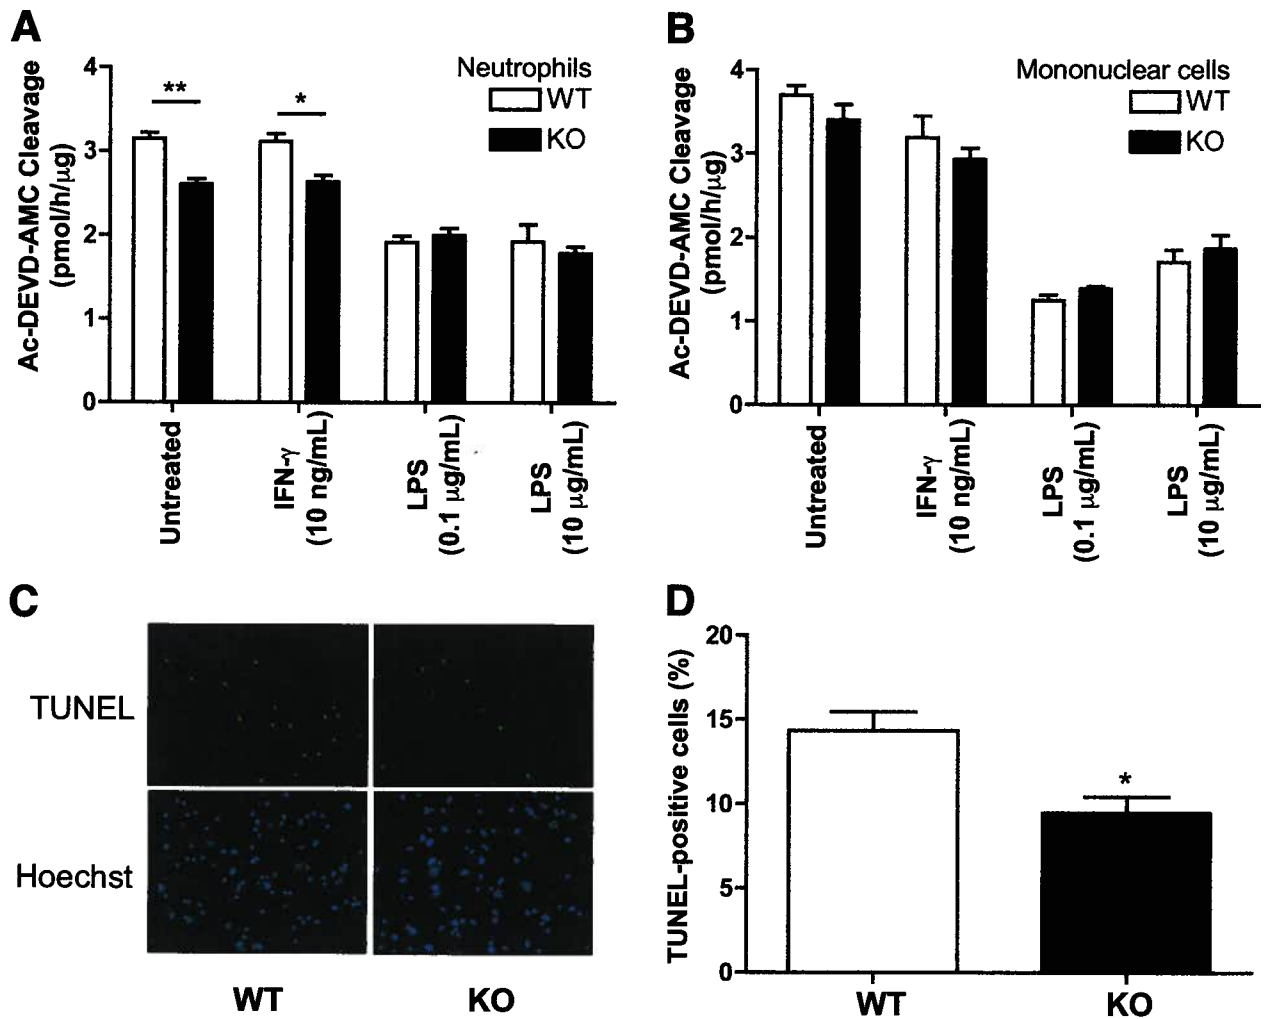 A
Ac-DEVD-AMC Cleavage
(pmol/h/μg)
4
3
2
1
0
Neutrophils
WT
KO
**
*
Untreated
IFN-γ
(10 ng/mL)
LPS
(0.1 μg/mL)
LPS
(10 μg/mL)
B
Ac-DEVD-AMC Cleavage
(pmol/h/μg)
4
3
2
1
0
Mononuclear cells
WT
KO
Untreated
IFN-γ
(10 ng/mL)
LPS
(0.1 μg/mL)
LPS
(10 μg/mL)
C
TUNEL
Hoechst
WT
KO
D
TUNEL-positive cells (%)
20
15
10
5
0
*
WT
KO